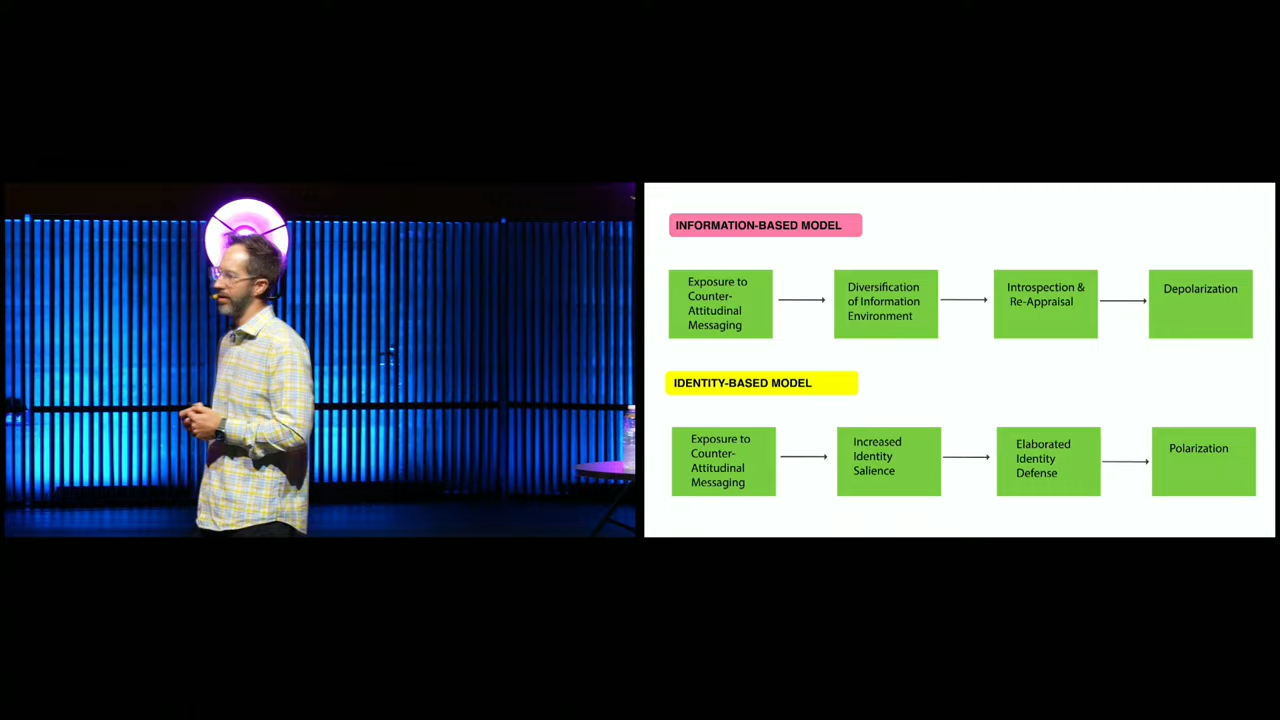 INFORMATION-BASED MODEL
Exposure to
Counter-
Attitudinal
Messaging
Diversification
of Information
Environment
Introspection &
Re-Appraisal
Depolarization
IDENTITY-BASED MODEL
Exposure to
Counter-
Attitudinal
Messaging
Increased
Identity
Salience
Elaborated
Identity
Defense
Polarization